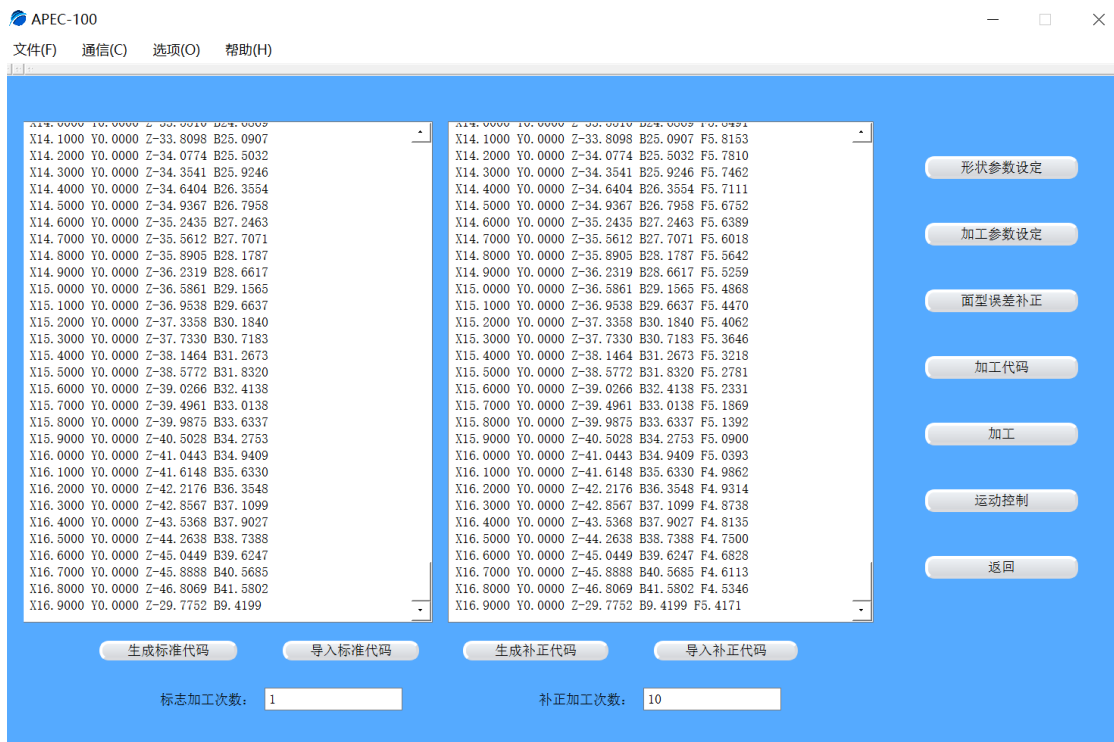 APEC-100
文件(F) 通信(C) 选项(O) 帮助(H)
X14.1000 Y0.0000 Z-33.8098 B25.0907
X14.2000 Y0.0000 Z-34.0774 B25.5032
X14.3000 Y0.0000 Z-34.3541 B25.9246
X14.4000 Y0.0000 Z-34.6404 B26.3554
X14.5000 Y0.0000 Z-34.9367 B26.7958
X14.6000 Y0.0000 Z-35.2435 B27.2463
X14.7000 Y0.0000 Z-35.5612 B27.7071
X14.8000 Y0.0000 Z-35.8905 B28.1787
X14.9000 Y0.0000 Z-36.2319 B28.6617
X15.0000 Y0.0000 Z-36.5861 B29.1565
X15.1000 Y0.0000 Z-36.9538 B29.6637
X15.2000 Y0.0000 Z-37.3358 B30.1840
X15.3000 Y0.0000 Z-37.7330 B30.7183
X15.4000 Y0.0000 Z-38.1464 B31.2673
X15.5000 Y0.0000 Z-38.5772 B31.8320
X15.6000 Y0.0000 Z-39.0266 B32.4138
X15.7000 Y0.0000 Z-39.4961 B33.0138
X15.8000 Y0.0000 Z-39.9875 B33.6337
X15.9000 Y0.0000 Z-40.5028 B34.2753
X16.0000 Y0.0000 Z-41.0443 B34.9409
X16.1000 Y0.0000 Z-41.6148 B35.6330
X16.2000 Y0.0000 Z-42.2176 B36.3548
X16.3000 Y0.0000 Z-42.8567 B37.1099
X16.4000 Y0.0000 Z-43.5368 B37.9027
X16.5000 Y0.0000 Z-44.2638 B38.7388
X16.6000 Y0.0000 Z-45.0449 B39.6247
X16.7000 Y0.0000 Z-45.8888 B40.5685
X16.8000 Y0.0000 Z-46.8069 B41.5802
X16.9000 Y0.0000 Z-29.7752 B9.4199
X14.1000 Y0.0000 Z-33.8098 B25.0907 F5.8153
X14.2000 Y0.0000 Z-34.0774 B25.5032 F5.7810
X14.3000 Y0.0000 Z-34.3541 B25.9246 F5.7462
X14.4000 Y0.0000 Z-34.6404 B26.3554 F5.7111
X14.5000 Y0.0000 Z-34.9367 B26.7958 F5.6752
X14.6000 Y0.0000 Z-35.2435 B27.2463 F5.6389
X14.7000 Y0.0000 Z-35.5612 B27.7071 F5.6018
X14.8000 Y0.0000 Z-35.8905 B28.1787 F5.5642
X14.9000 Y0.0000 Z-36.2319 B28.6617 F5.5259
X15.0000 Y0.0000 Z-36.5861 B29.1565 F5.4868
X15.1000 Y0.0000 Z-36.9538 B29.6637 F5.4470
X15.2000 Y0.0000 Z-37.3358 B30.1840 F5.4062
X15.3000 Y0.0000 Z-37.7330 B30.7183 F5.3646
X15.4000 Y0.0000 Z-38.1464 B31.2673 F5.3218
X15.5000 Y0.0000 Z-38.5772 B31.8320 F5.2781
X15.6000 Y0.0000 Z-39.0266 B32.4138 F5.2331
X15.7000 Y0.0000 Z-39.4961 B33.0138 F5.1869
X15.8000 Y0.0000 Z-39.9875 B33.6337 F5.1392
X15.9000 Y0.0000 Z-40.5028 B34.2753 F5.0900
X16.0000 Y0.0000 Z-41.0443 B34.9409 F5.0393
X16.1000 Y0.0000 Z-41.6148 B35.6330 F4.9862
X16.2000 Y0.0000 Z-42.2176 B36.3548 F4.9314
X16.3000 Y0.0000 Z-42.8567 B37.1099 F4.8738
X16.4000 Y0.0000 Z-43.5368 B37.9027 F4.8135
X16.5000 Y0.0000 Z-44.2638 B38.7388 F4.7500
X16.6000 Y0.0000 Z-45.0449 B39.6247 F4.6828
X16.7000 Y0.0000 Z-45.8888 B40.5685 F4.6113
X16.8000 Y0.0000 Z-46.8069 B41.5802 F4.5346
X16.9000 Y0.0000 Z-29.7752 B9.4199 F5.4171
形状参数设定
加工参数设定
面型误差补正
加工代码
加工
运动控制
返回
生成标准代码 导入标准代码 生成补正代码 导入补正代码
标志加工次数： 1 补正加工次数： 10